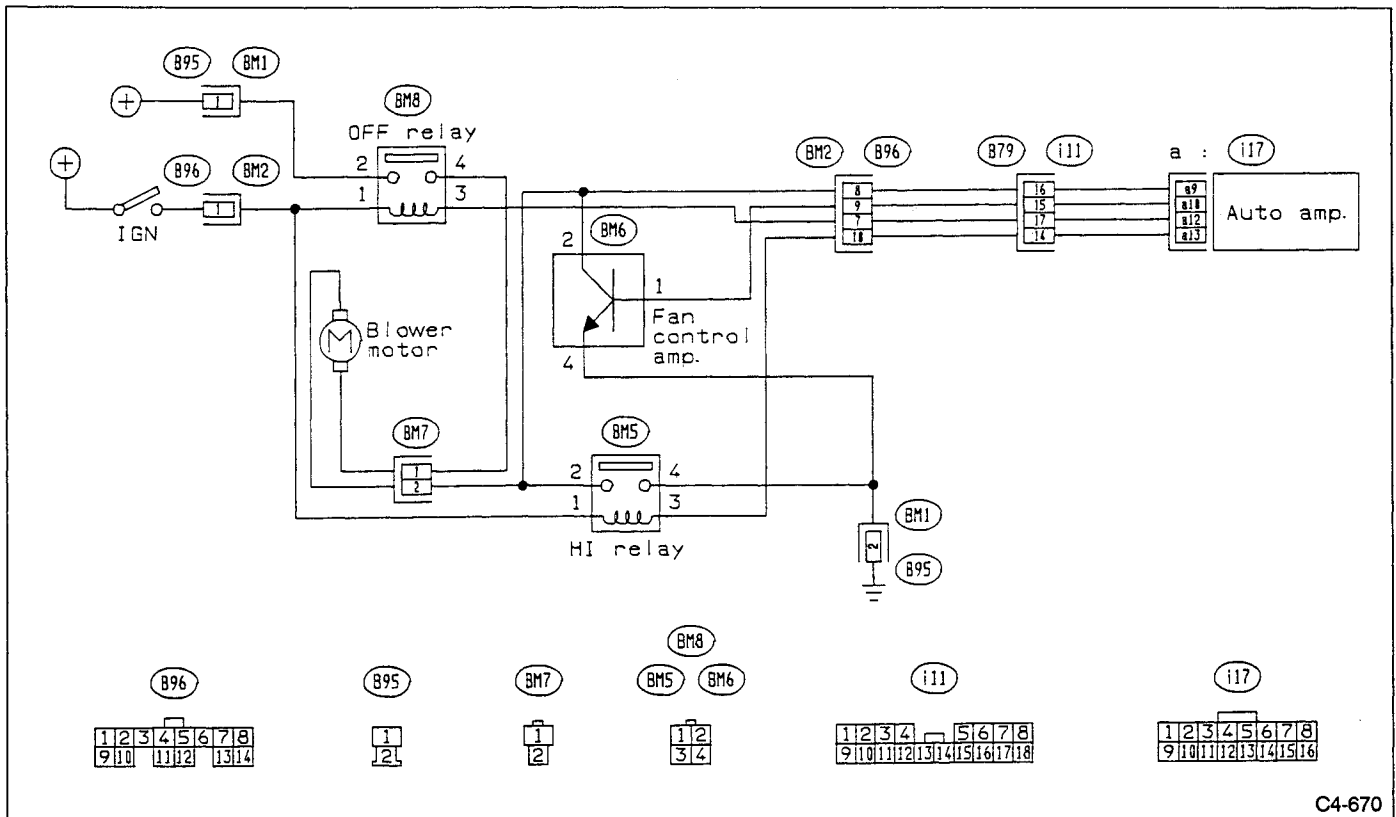 B95 BM1
BM8
OFF relay
+
1
2 4
1 3
+
B96 BM2
1
IGN
BM2 B96 B79 i11 a : i17
8 16 a9
9 15 a10
7 17 a12
18 14 a13
Auto amp.
BM6
2
1
Fan
control
amp.
4
M
Blower
motor
BM7
1
2
BM5
2 4
1 3
HI relay
BM1
2
B95
B96
1 2 3 4 5 6 7 8
9 10 11 12 13 14
B95
1
2
BM7
1
2
BM8
BM5 BM6
1 2
3 4
i11
1 2 3 4 5 6 7 8
9 10 11 12 13 14 15 16 17 18
i17
1 2 3 4 5 6 7 8
9 10 11 12 13 14 15 16
C4-670